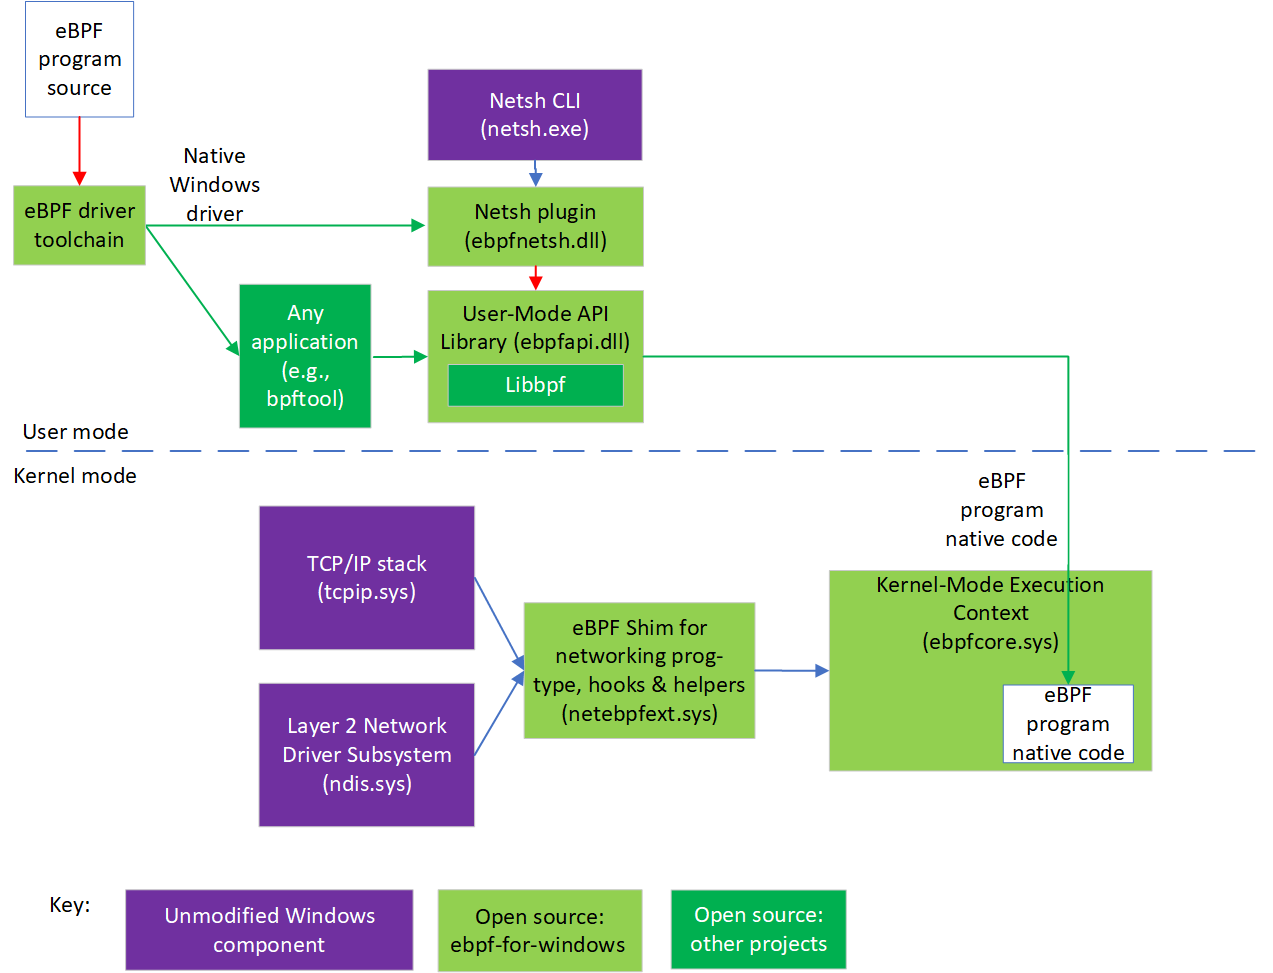 eBPF
program
source
Netsh CLI
(netsh.exe)
Native
Windows
driver
eBPF driver
toolchain
Netsh plugin
(ebpfnetsh.dll)
Any
application
(e.g.,
bpftool)
User-Mode API
Library (ebpfapi.dll)
Libbpf
User mode
Kernel mode
eBPF
program
native code
TCP/IP stack
(tcpip.sys)
Layer 2 Network
Driver Subsystem
(ndis.sys)
eBPF Shim for
networking prog-
type, hooks & helpers
(netebpfext.sys)
Kernel-Mode Execution
Context
(ebpfcore.sys)
eBPF
program
native code
Key:
Unmodified Windows
component
Open source:
ebpf-for-windows
Open source:
other projects